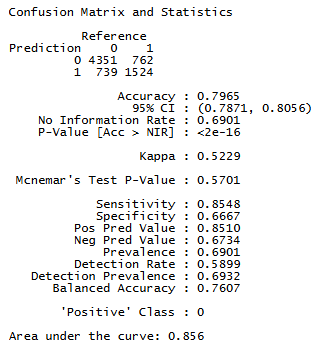 Confusion Matrix and Statistics
Reference
Prediction 0 1
0 4351 762
1 739 1524
Accuracy : 0.7965
95% CI : (0.7871, 0.8056)
No Information Rate : 0.6901
P-Value [Acc > NIR] : <2e-16
Kappa : 0.5229
Mcnemar's Test P-Value : 0.5701
Sensitivity : 0.8548
Specificity : 0.6667
Pos Pred Value : 0.8510
Neg Pred Value : 0.6734
Prevalence : 0.6901
Detection Rate : 0.5899
Detection Prevalence : 0.6932
Balanced Accuracy : 0.7607
'Positive' Class : 0
Area under the curve: 0.856